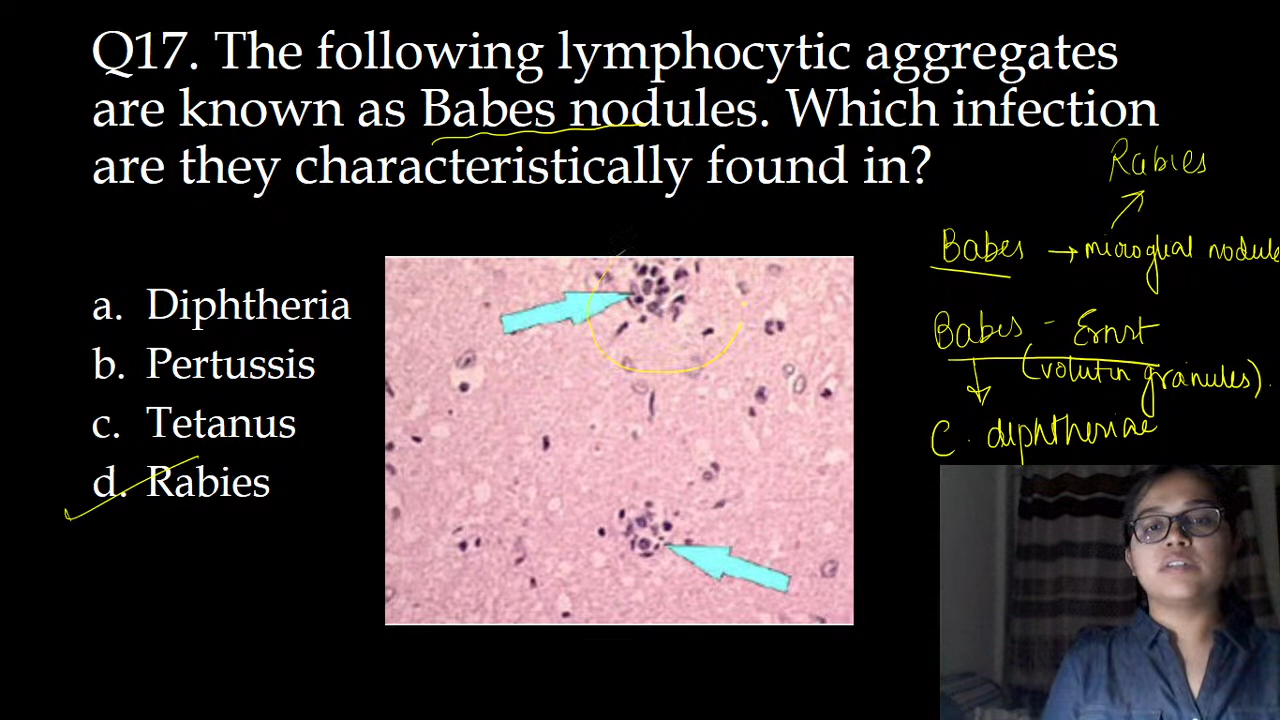 Q17. The following lymphocytic aggregates
are known as Babes nodules. Which infection
are they characteristically found in?
Rabies
Babes → microglial nodule
a. Diphtheria
b. Pertussis
c. Tetanus
d. Rabies
Babes - Ernst
(volutin granules).
C. diphtheriae